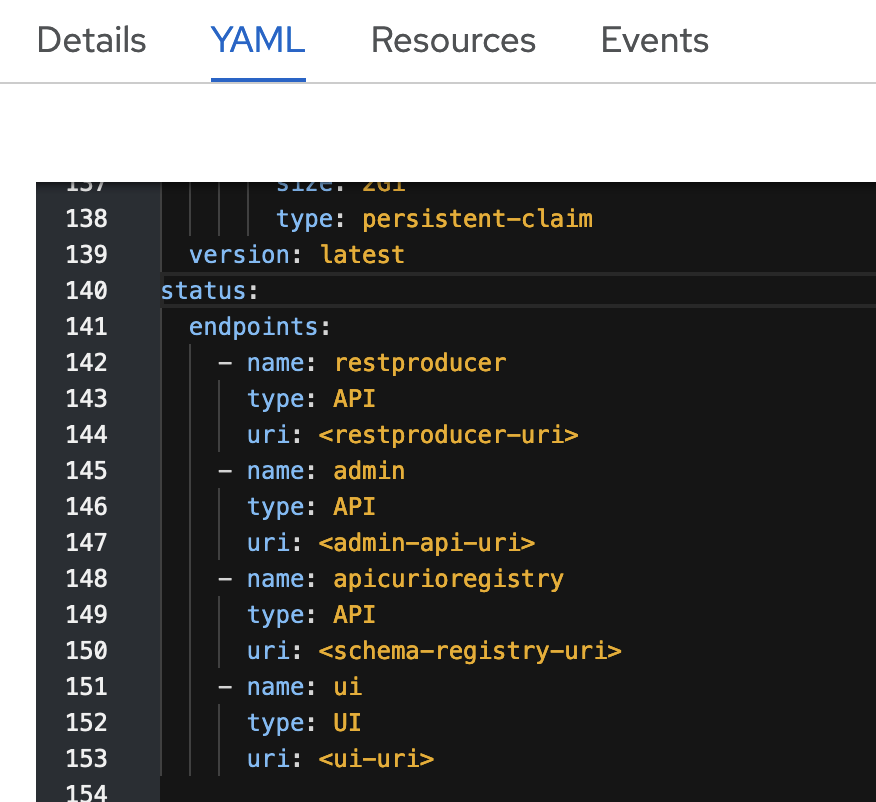 Details YAML Resources Events
137 size: 2Gi
138 type: persistent-claim
139 version: latest
140 status:
141 endpoints:
142 - name: restproducer
143 type: API
144 uri: <restproducer-uri>
145 - name: admin
146 type: API
147 uri: <admin-api-uri>
148 - name: apicurioregistry
149 type: API
150 uri: <schema-registry-uri>
151 - name: ui
152 type: UI
153 uri: <ui-uri>
154